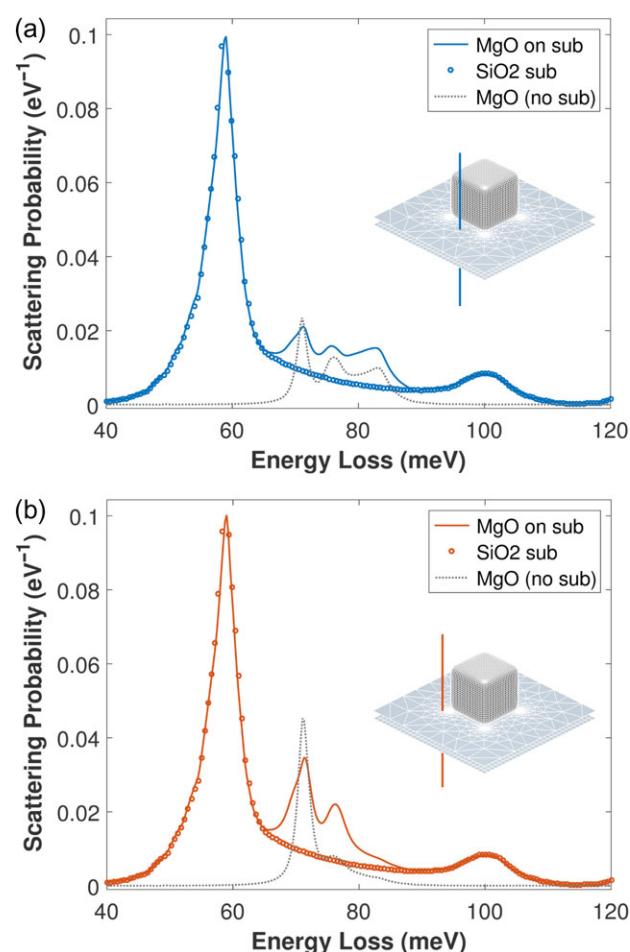 (a)
0.1
0.08
0.06
0.04
0.02
0
Scattering Probability (eV⁻¹)
MgO on sub
SiO2 sub
MgO (no sub)
40 60 80 100 120
Energy Loss (meV)
(b)
0.1
0.08
0.06
0.04
0.02
0
Scattering Probability (eV⁻¹)
MgO on sub
SiO2 sub
MgO (no sub)
40 60 80 100 120
Energy Loss (meV)